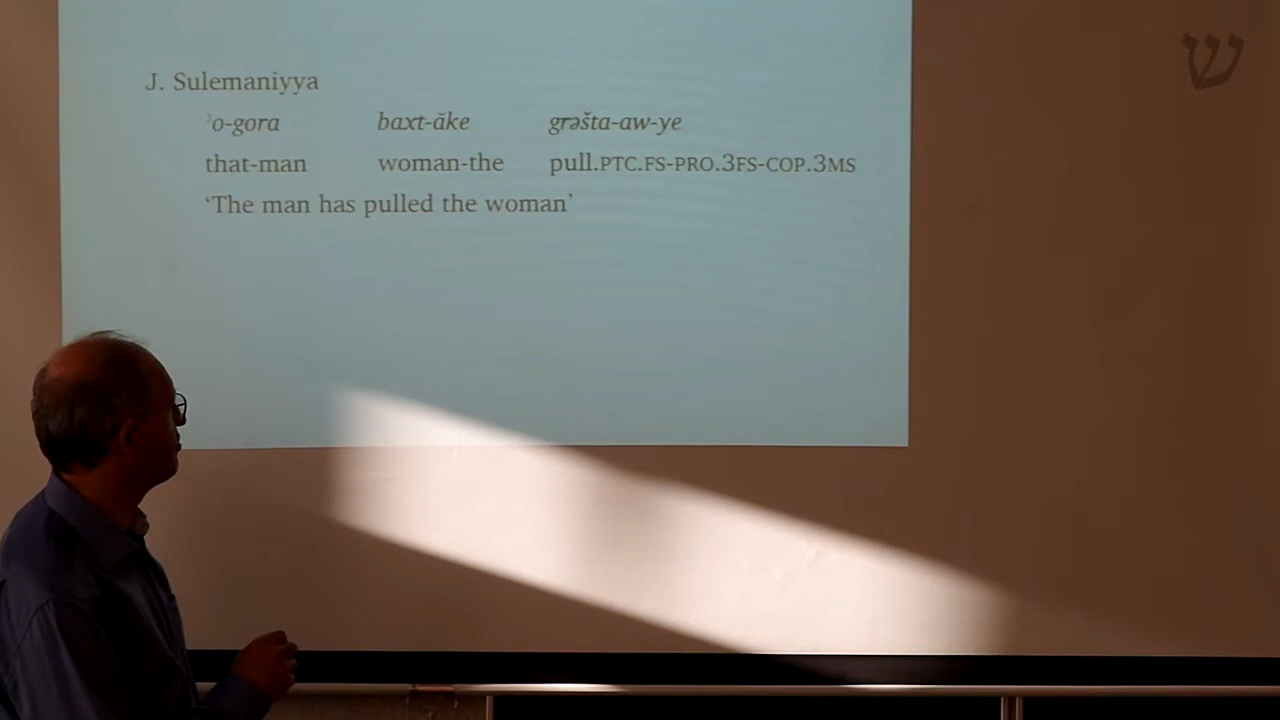 J. Sulemaniyya
ʾo-gora baxt-ăke grəšta-aw-ye
that-man woman-the pull.PTC.FS-PRO.3FS-COP.3MS
‘The man has pulled the woman’
ש